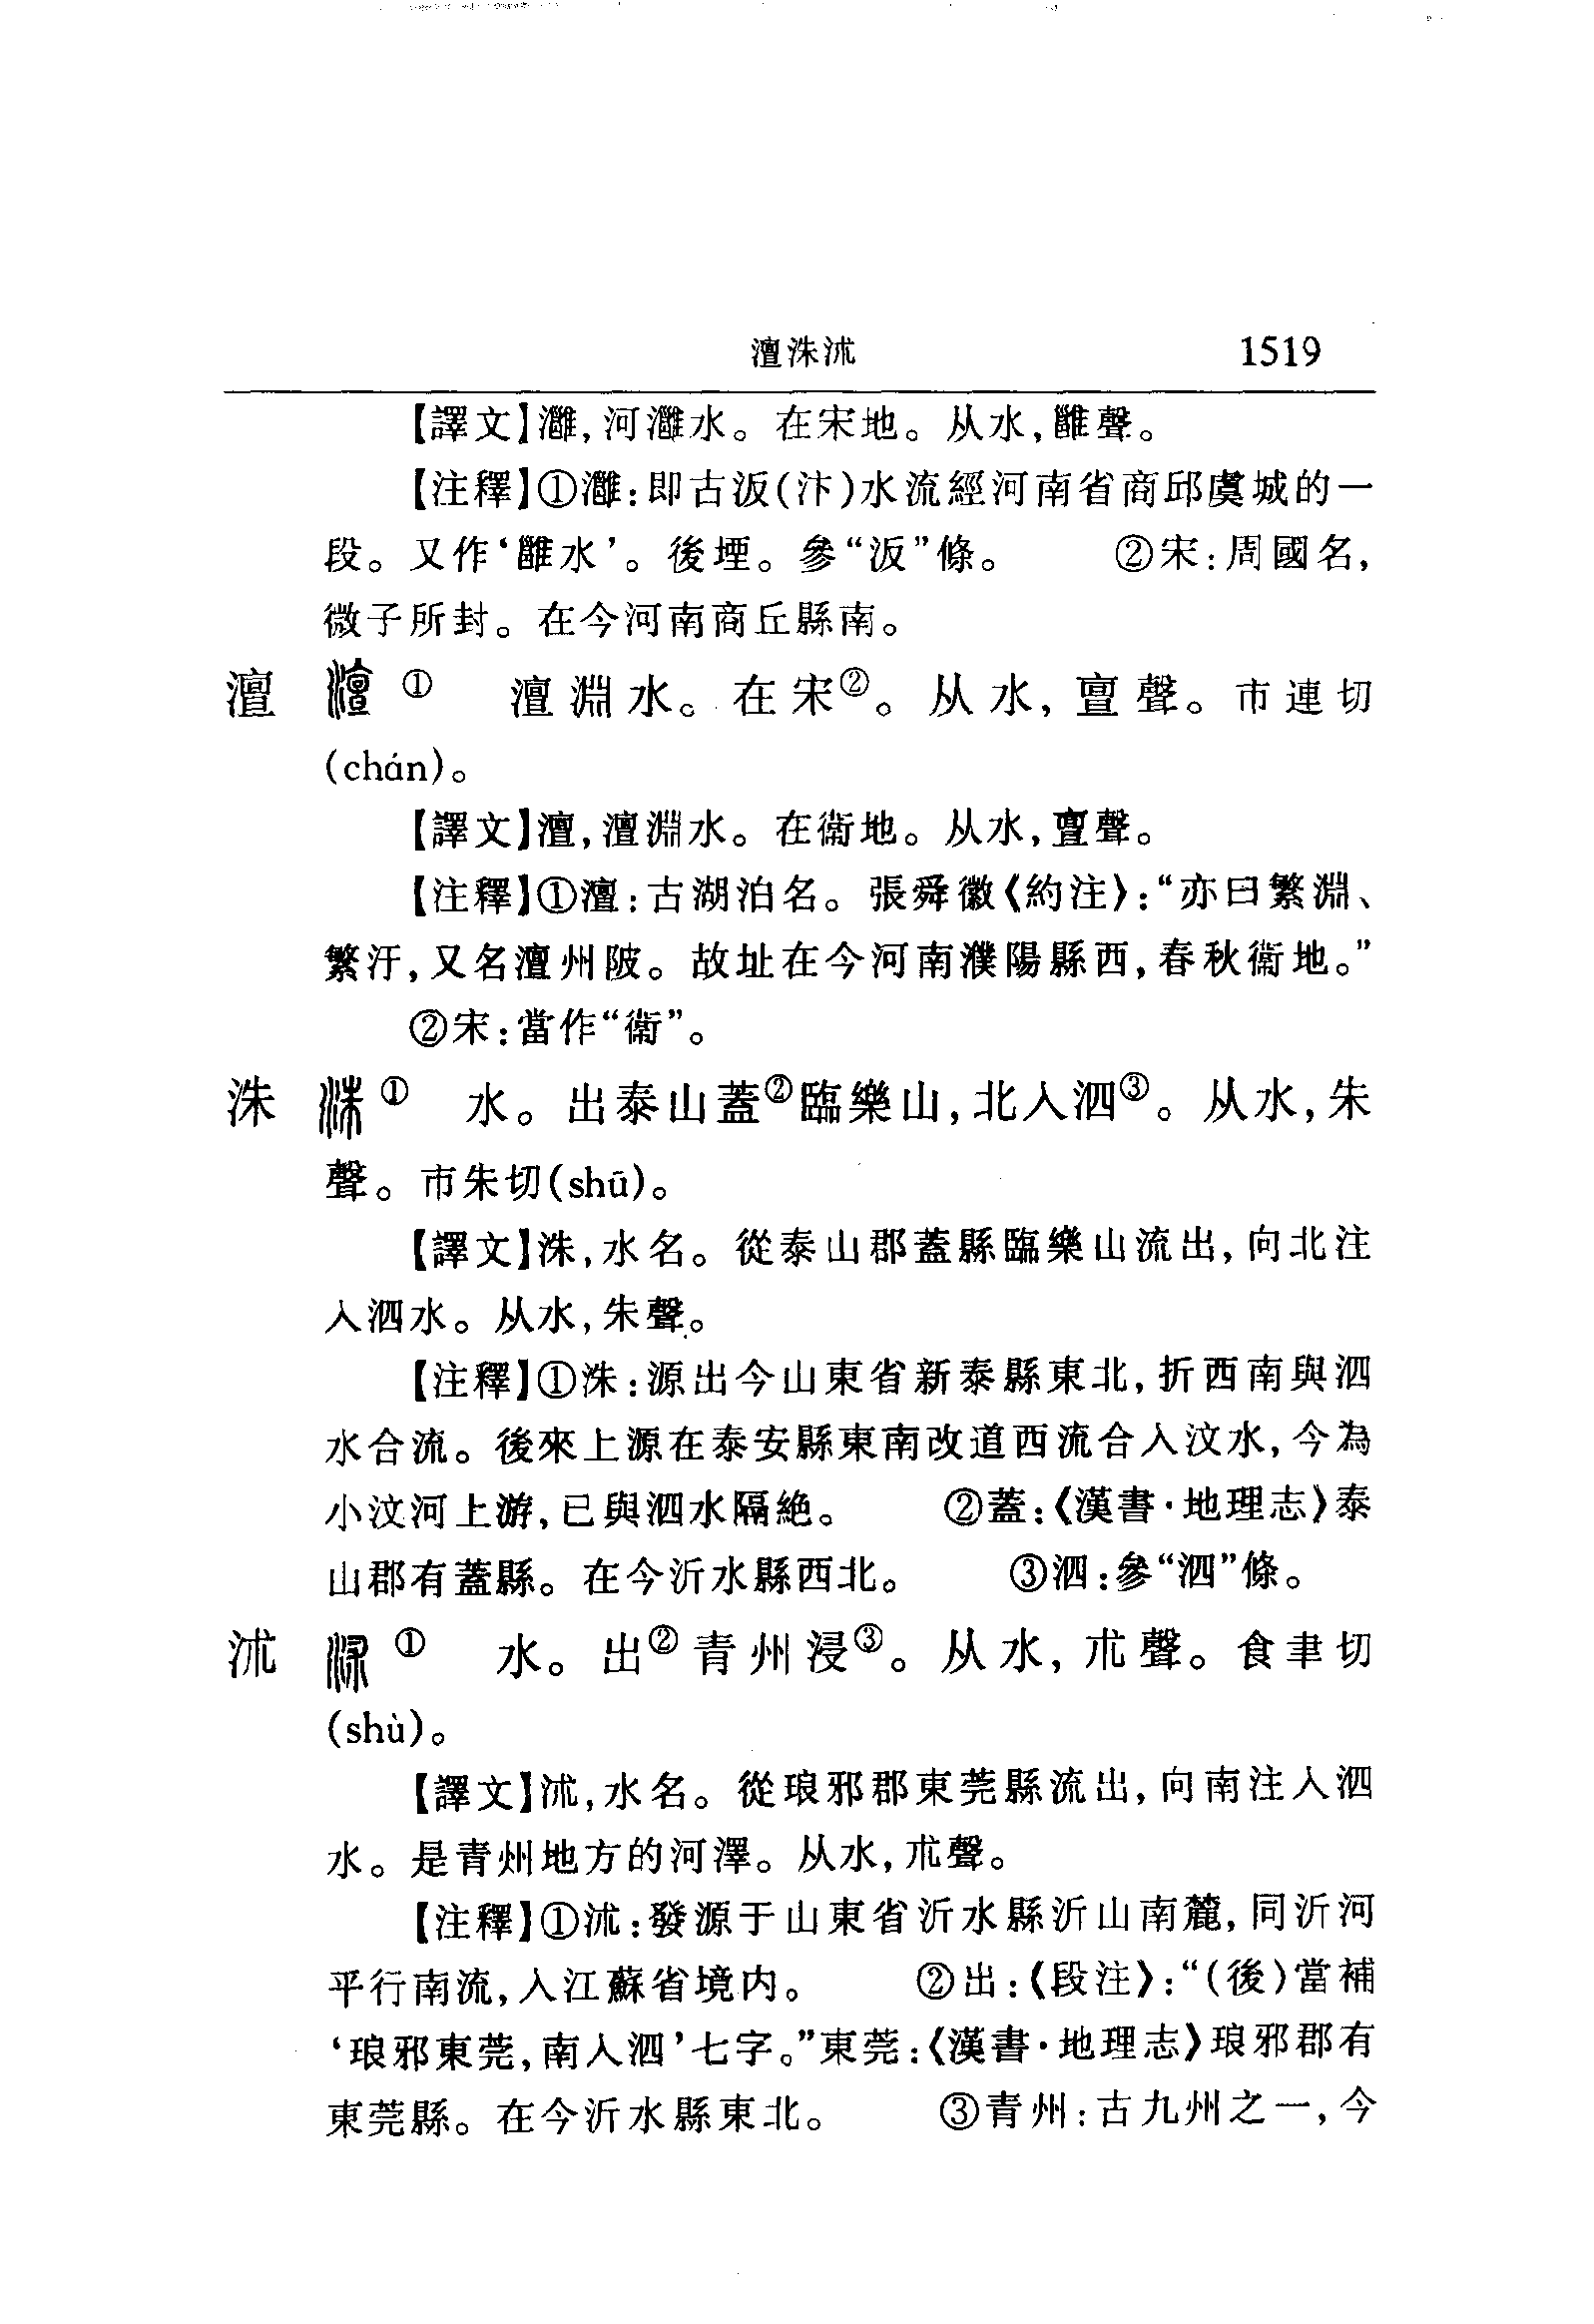 澶洙沭 1519
【譯文】灉,河灉水。在宋地。从水,雝聲。
【注釋】①灉:即古汳(汴)水流經河南省商邱虞城的一
段。又作‘雝水’。後堙。參“汳”條。 ②宋:周國名,
微子所封。在今河南商丘縣南。
澶 ① 澶淵水。在宋②。从水,亶聲。市連切
(chán)。
【譯文】澶,澶淵水。在衞地。从水,亶聲。
【注釋】①澶:古湖泊名。張舜徽《約注》:“亦曰繁淵、
繁汙,又名澶州陂。故址在今河南濮陽縣西,春秋衞地。”
②宋:當作“衞”。
洙 ① 水。出泰山蓋②臨樂山,北入泗③。从水,朱
聲。市朱切(shū)。
【譯文】洙,水名。從泰山郡蓋縣臨樂山流出,向北注
入泗水。从水,朱聲。
【注釋】①洙:源出今山東省新泰縣東北,折西南與泗
水合流。後來上源在泰安縣東南改道西流合入汶水,今為
小汶河上游,已與泗水隔絶。 ②蓋:《漢書·地理志》泰
山郡有蓋縣。在今沂水縣西北。 ③泗:參“泗”條。
沭 ① 水。出②青州浸③。从水,朮聲。食聿切
(shù)。
【譯文】沭,水名。從琅邪郡東莞縣流出,向南注入泗
水。是青州地方的河澤。从水,朮聲。
【注釋】①沭:發源于山東省沂水縣沂山南麓,同沂河
平行南流,入江蘇省境内。 ②出:《段注》:“(後)當補
‘琅邪東莞,南入泗’七字。”東莞:《漢書·地理志》琅邪郡有
東莞縣。在今沂水縣東北。 ③青州:古九州之一,今